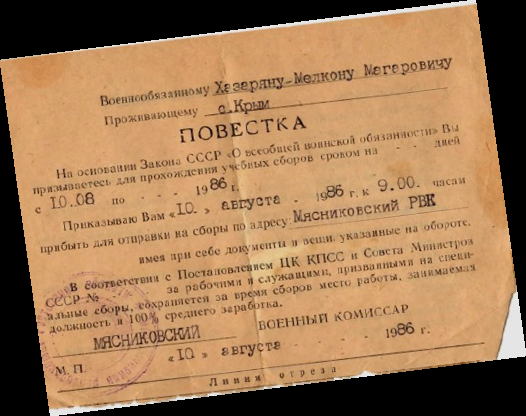 Военнообязанному Хазаряну-Мелкону Магаровичу
Проживающему с.Крым
ПОВЕСТКА
На основании Закона СССР «О всеобщей воинской обязанности» Вы
призываетесь для прохождения учебных сборов сроком на - - - дней
с 10.08 по - - - - 1986 г.
Приказываю Вам «10.» августа - .1986 г. к 9.00. часам
прибыть для отправки на сборы по адресу: Мясниковский РВК
имея при себе документы и вещи, указанные на обороте.
В соответствии с Постановлением ЦК КПСС и Совета Министров
СССР № за рабочими и служащими, призванными на специ-
альные сборы, сохраняется за время сборов место работы, занимаемая
должность и 100% среднего заработка.
ВОЕННЫЙ КОМИССАР
МЯСНИКОВСКИЙ
М. П. «10» августа - - - - 1986 г.
Линия отреза